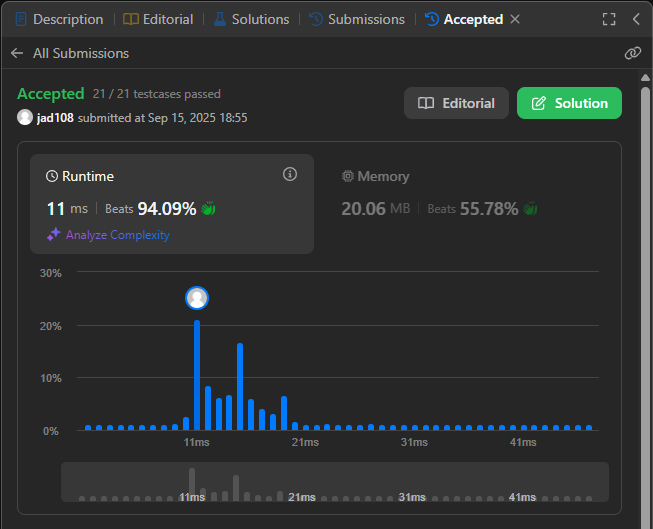 Description | Editorial | Solutions | Submissions | Accepted
All Submissions
Accepted 21 / 21 testcases passed
jad108 submitted at Sep 15, 2025 18:55
Editorial
Solution
Runtime
11 ms | Beats 94.09%
Analyze Complexity
Memory
20.06 MB | Beats 55.78%
30%
20%
10%
0%
11ms 21ms 31ms 41ms
11ms 21ms 31ms 41ms